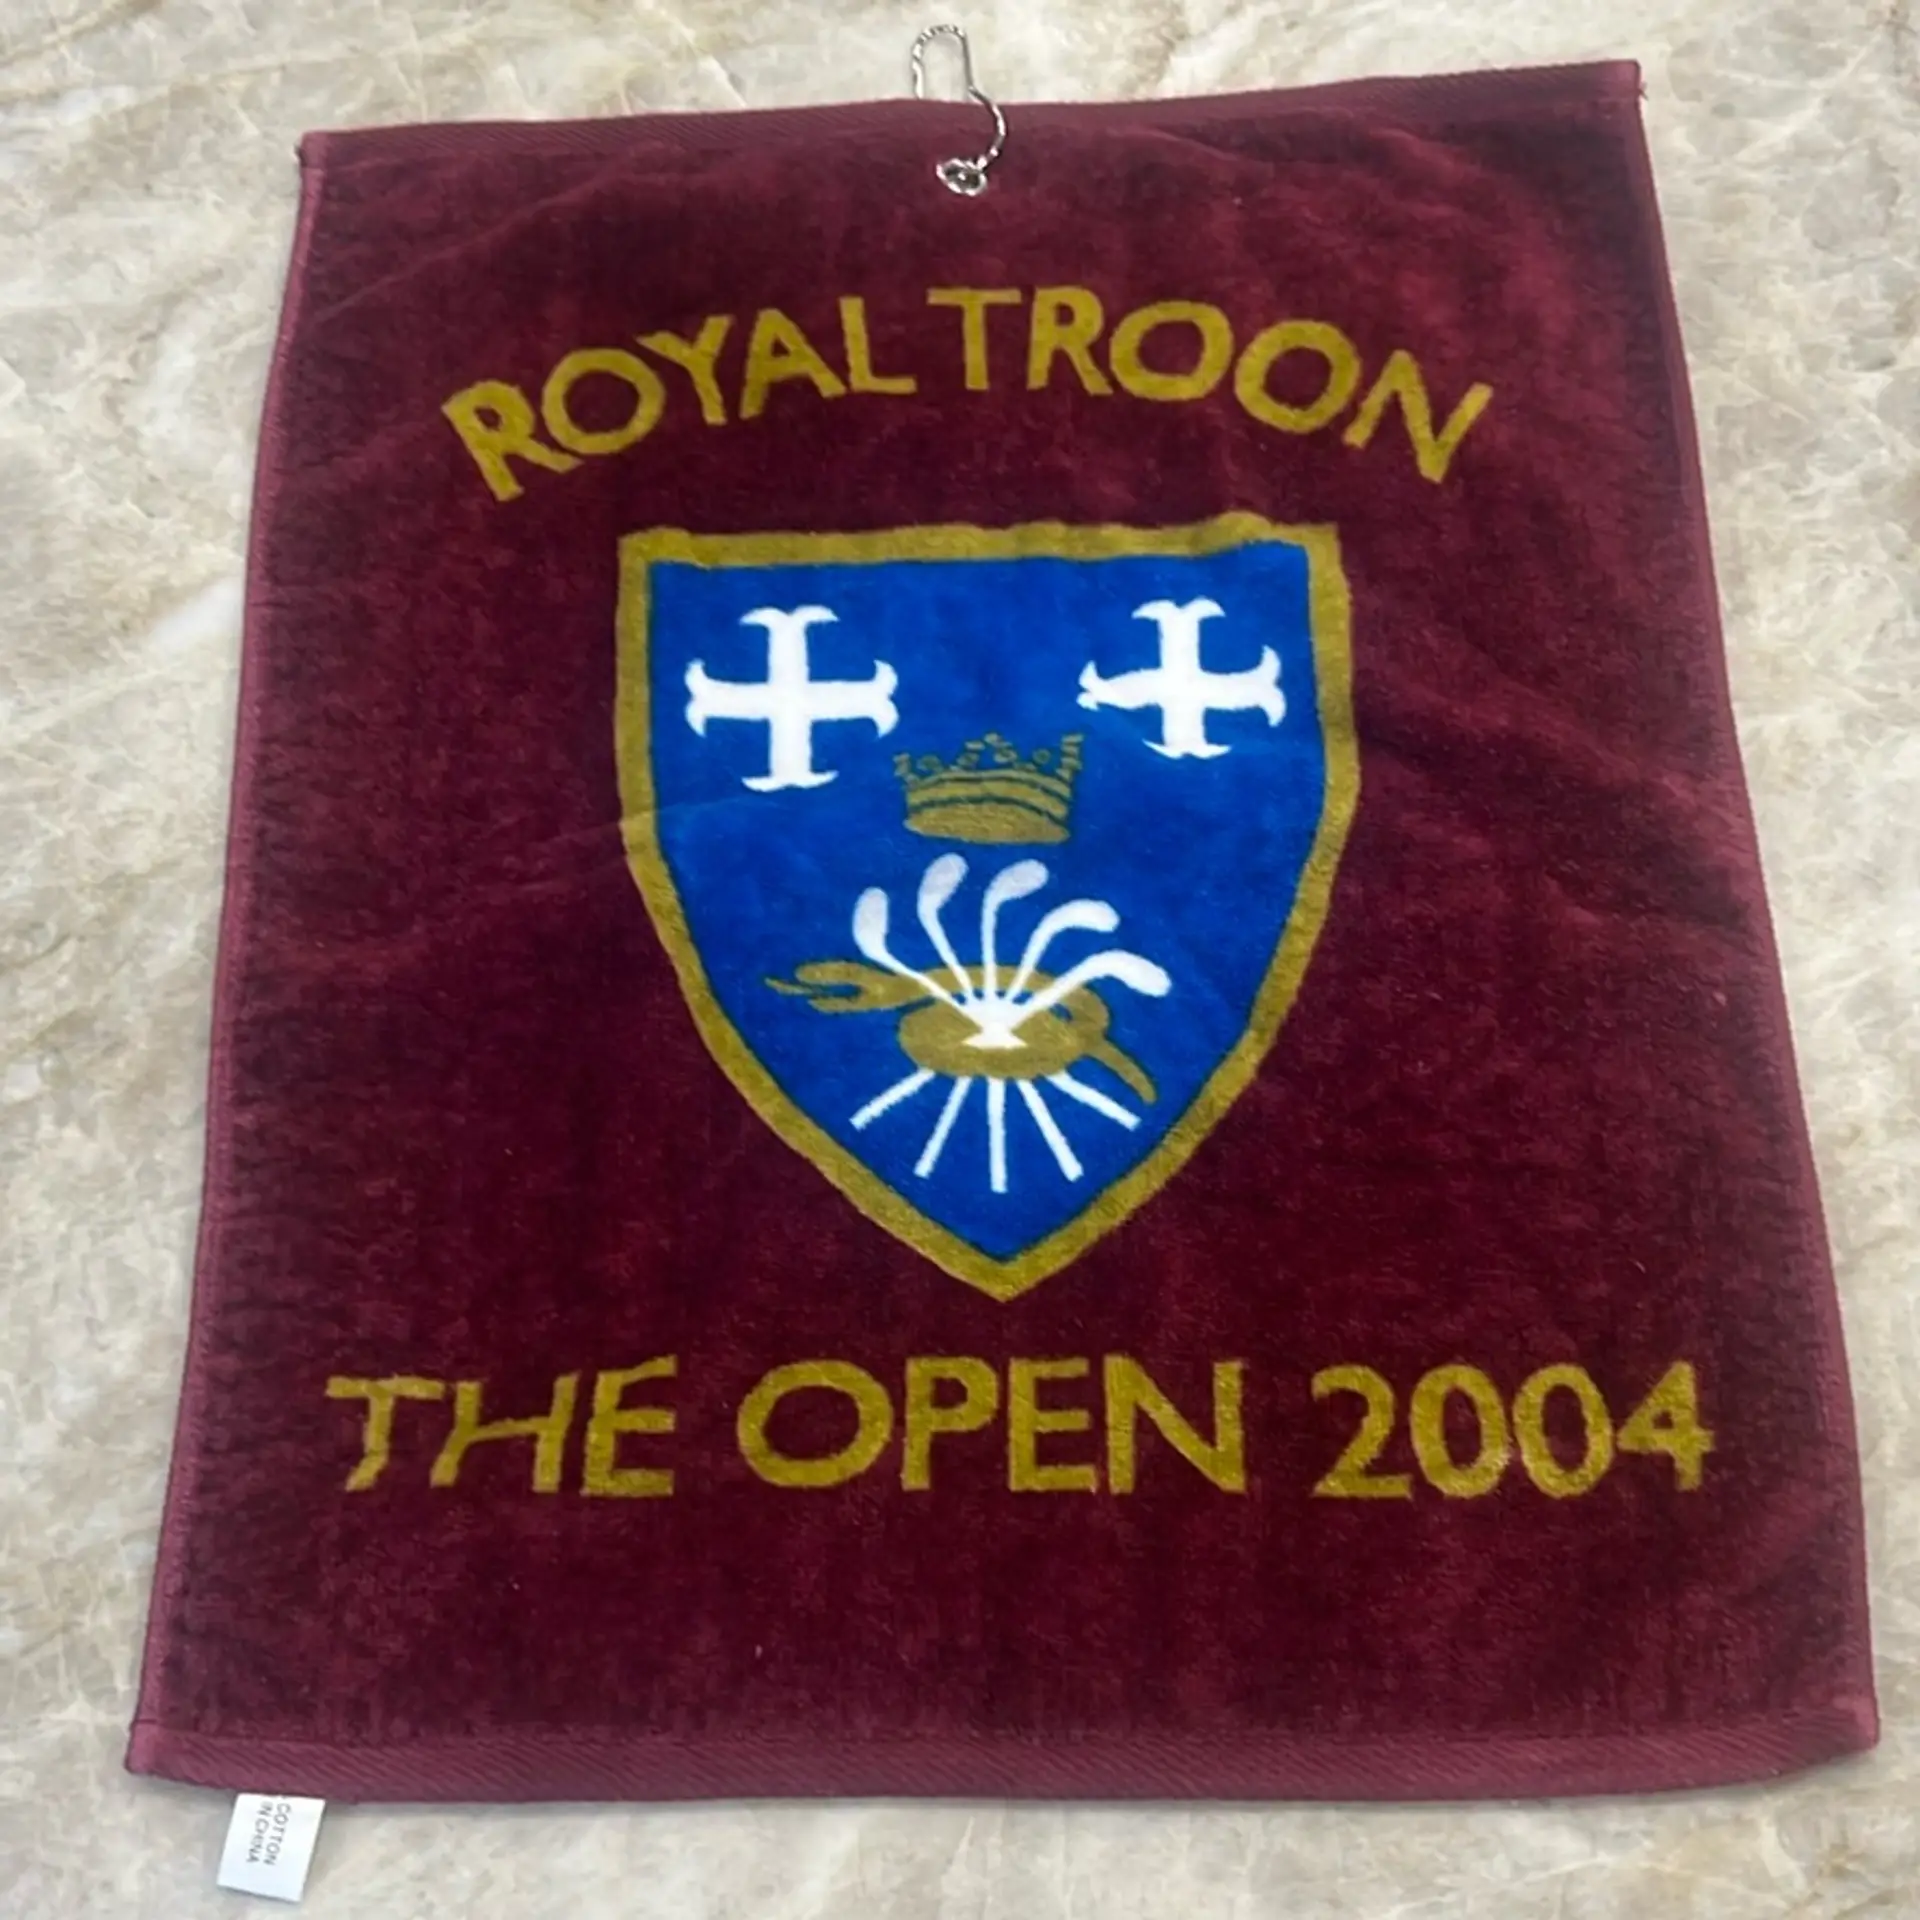 ROYAL TROON
THE OPEN 2004
COTTON
IN CHINA